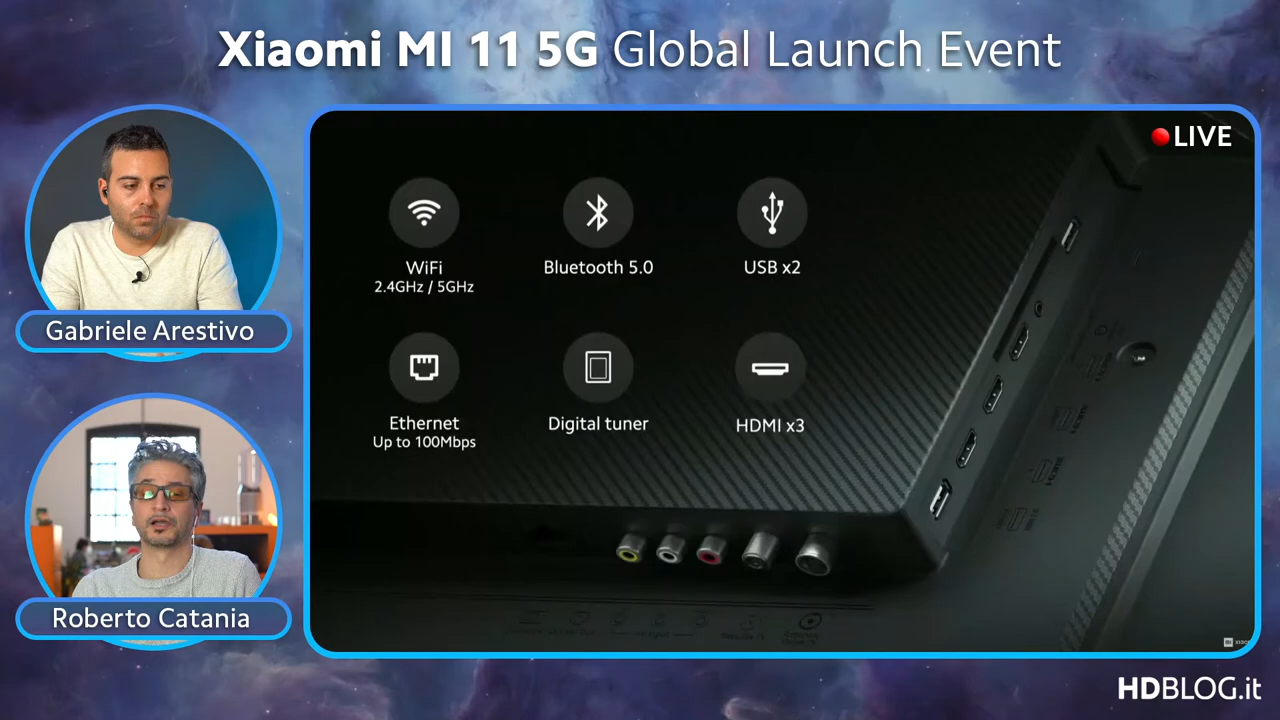 Xiaomi MI 11 5G Global Launch Event
LIVE
Gabriele Arestivo
Roberto Catania
WiFi
2.4GHz / 5GHz
Bluetooth 5.0
USB x2
Ethernet
Up to 100Mbps
Digital tuner
HDMI x3
HDBLOG.it